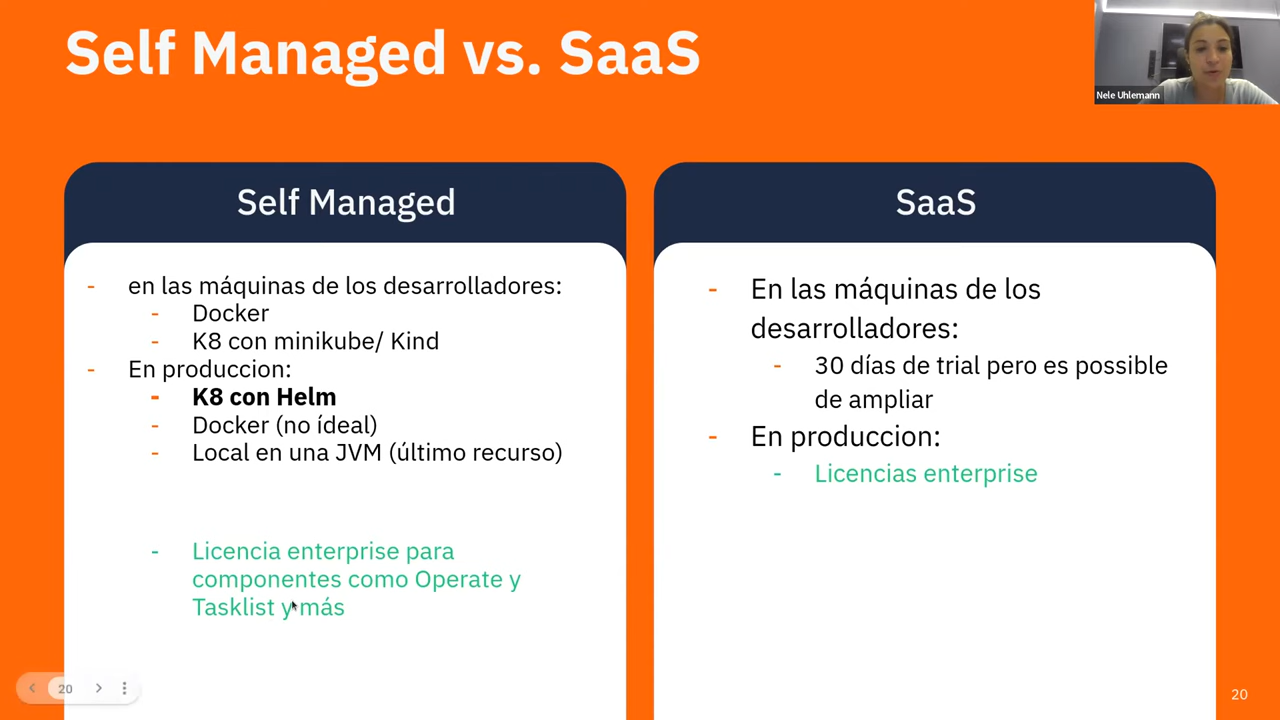 Self Managed vs. SaaS
Nele Uhlemann
Self Managed
- en las máquinas de los desarrolladores:
- Docker
- K8 con minikube/ Kind
- En produccion:
- K8 con Helm
- Docker (no ídeal)
- Local en una JVM (último recurso)
- Licencia enterprise para
componentes como Operate y
Tasklist y más
SaaS
- En las máquinas de los
desarrolladores:
- 30 días de trial pero es possible
de ampliar
- En produccion:
- Licencias enterprise
20
20